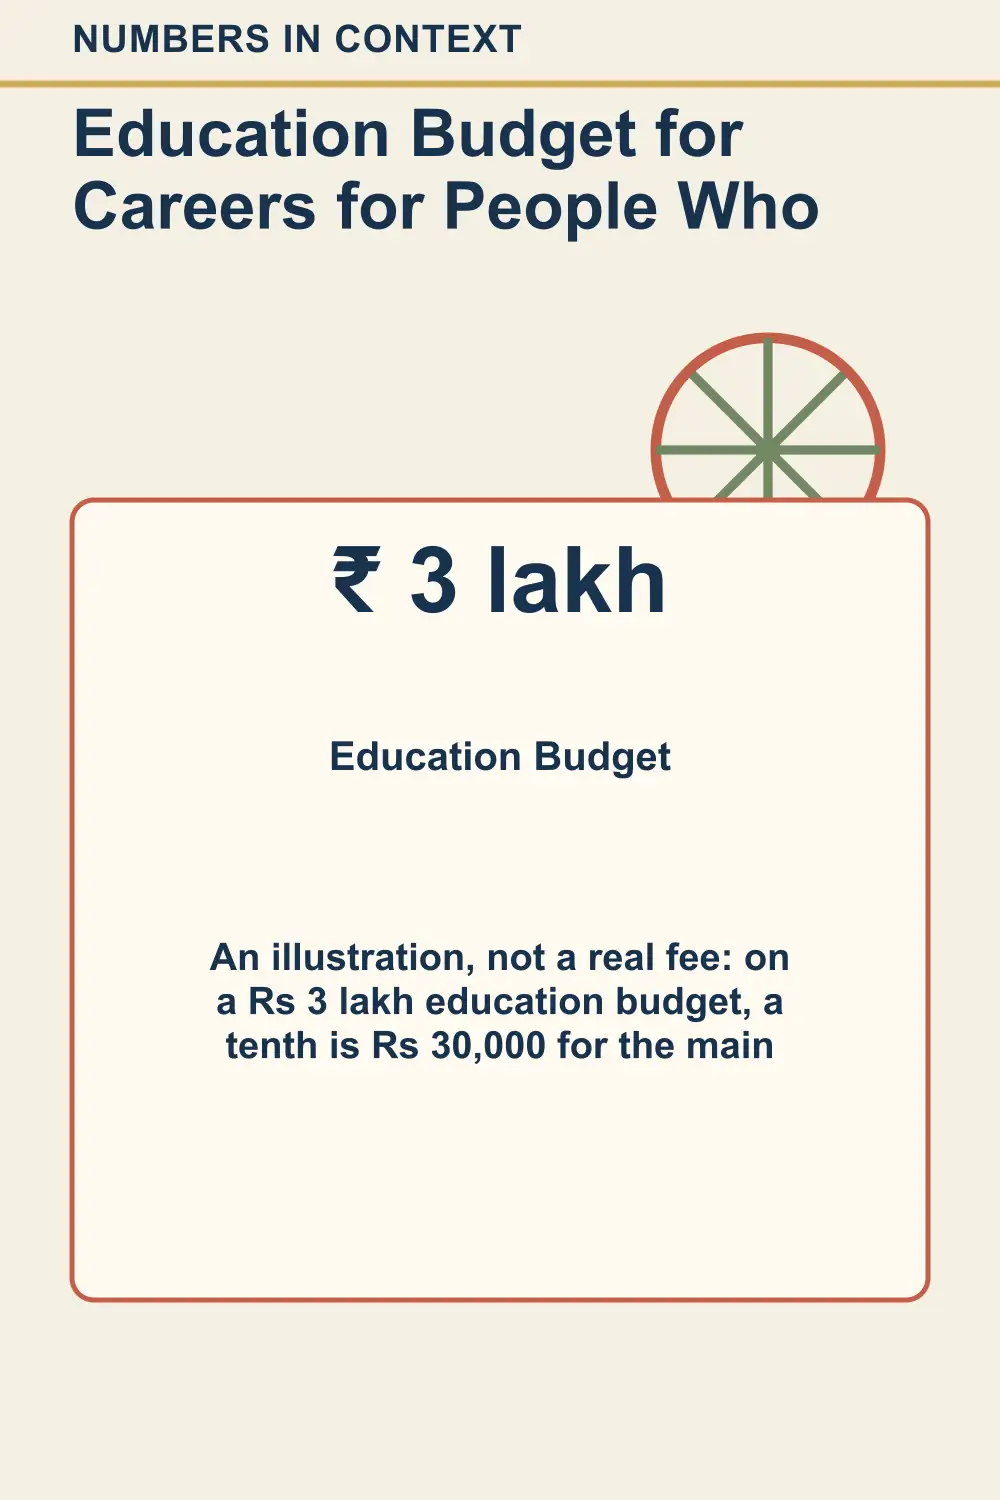 NUMBERS IN CONTEXT
Education Budget for
Careers for People Who
₹ 3 lakh
Education Budget
An illustration, not a real fee: on
a Rs 3 lakh education budget, a
tenth is Rs 30,000 for the main